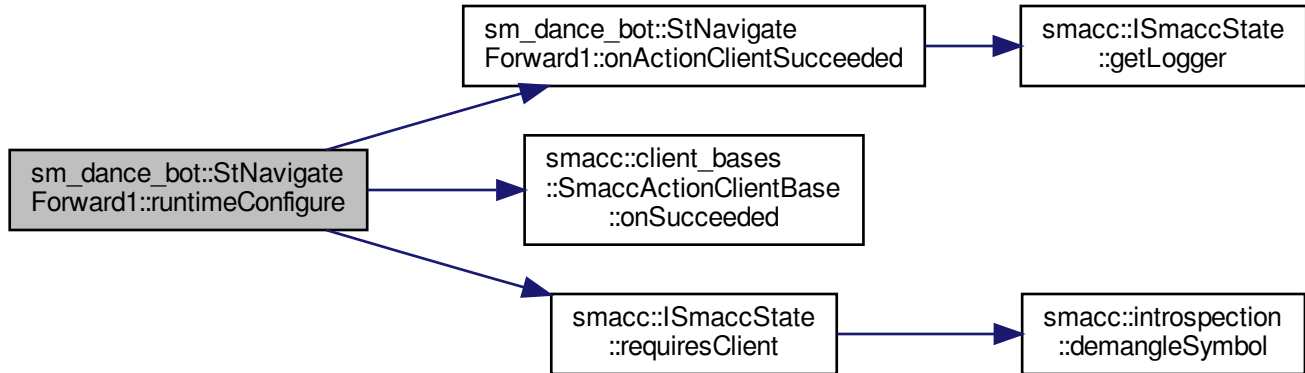 sm_dance_bot::StNavigate
Forward1::runtimeConfigure
sm_dance_bot::StNavigate
Forward1::onActionClientSucceeded
smacc::ISmaccState
::getLogger
smacc::client_bases
::SmaccActionClientBase
::onSucceeded
smacc::ISmaccState
::requiresClient
smacc::introspection
::demangleSymbol